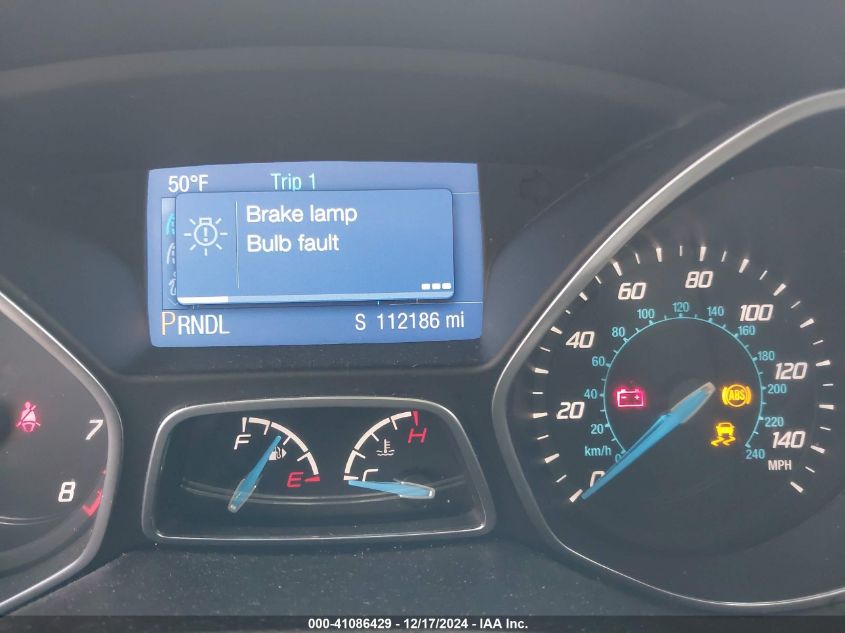 50°F Trip 1
Brake lamp
Bulb fault
PRNDL S 112186 mi
7
8
F E
H C
0 20 40 60 80 100 120 140
MPH
km/h
0 20 40 60 80 100 120 140 160 180 200 220 240
ABS
000-41086429 - 12/17/2024 - IAA Inc.